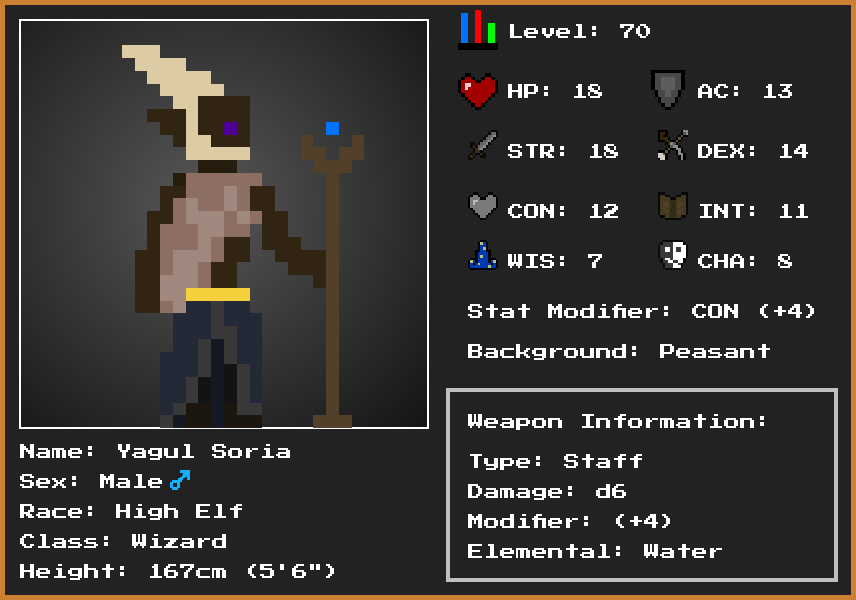 Level: 70
HP: 18 AC: 13
STR: 18 DEX: 14
CON: 12 INT: 11
WIS: 7 CHA: 8
Stat Modifier: CON (+4)
Background: Peasant
Weapon Information:
Type: Staff
Damage: d6
Modifier: (+4)
Elemental: Water
Name: Yagul Soria
Sex: Male ♂
Race: High Elf
Class: Wizard
Height: 167cm (5'6")